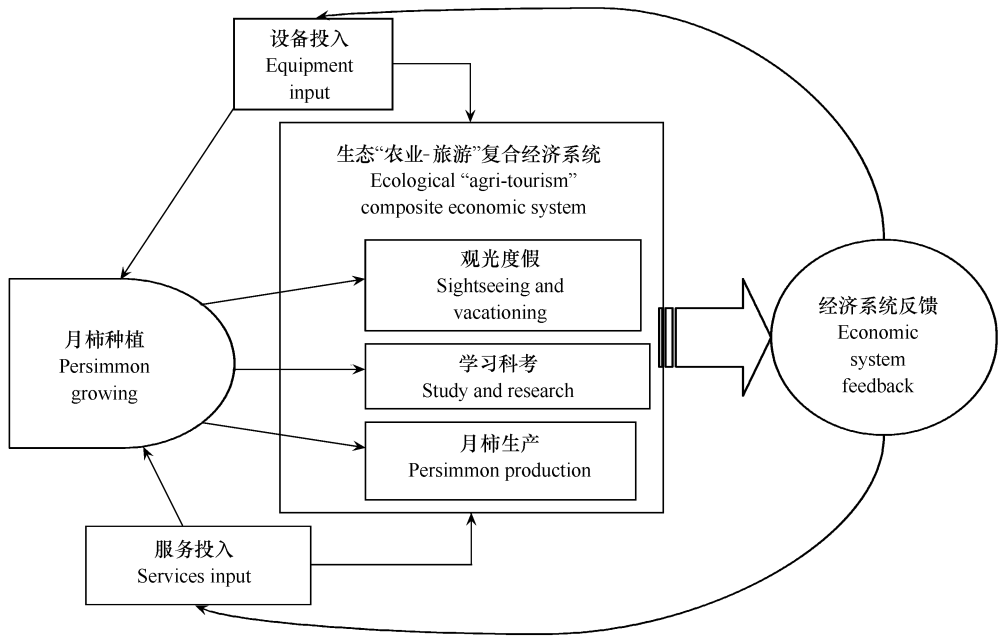 设备投入
Equipment
input
生态“农业-旅游”复合经济系统
Ecological “agri-tourism”
composite economic system
观光度假
Sightseeing and
vacationing
月柿种植
Persimmon
growing
学习科考
Study and research
月柿生产
Persimmon production
经济系统反馈
Economic
system
feedback
服务投入
Services input